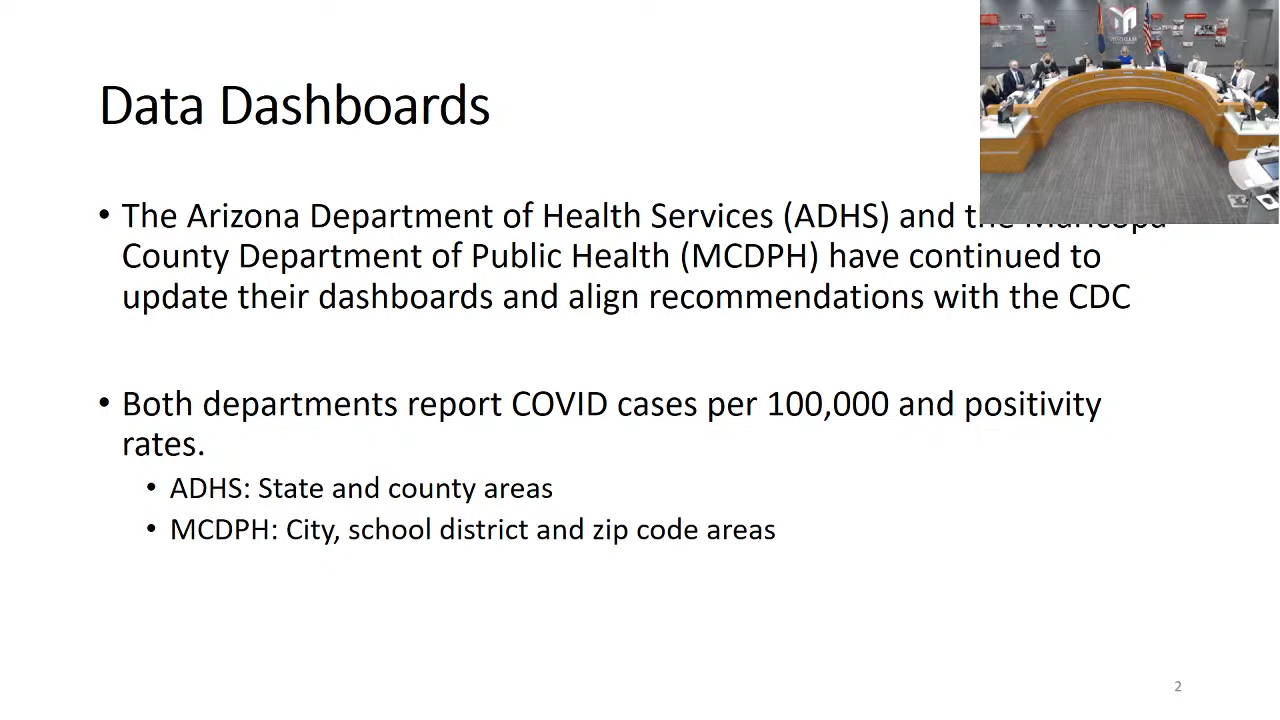 Data Dashboards
• The Arizona Department of Health Services (ADHS) and the Maricopa
County Department of Public Health (MCDPH) have continued to
update their dashboards and align recommendations with the CDC
• Both departments report COVID cases per 100,000 and positivity
rates.
• ADHS: State and county areas
• MCDPH: City, school district and zip code areas
2